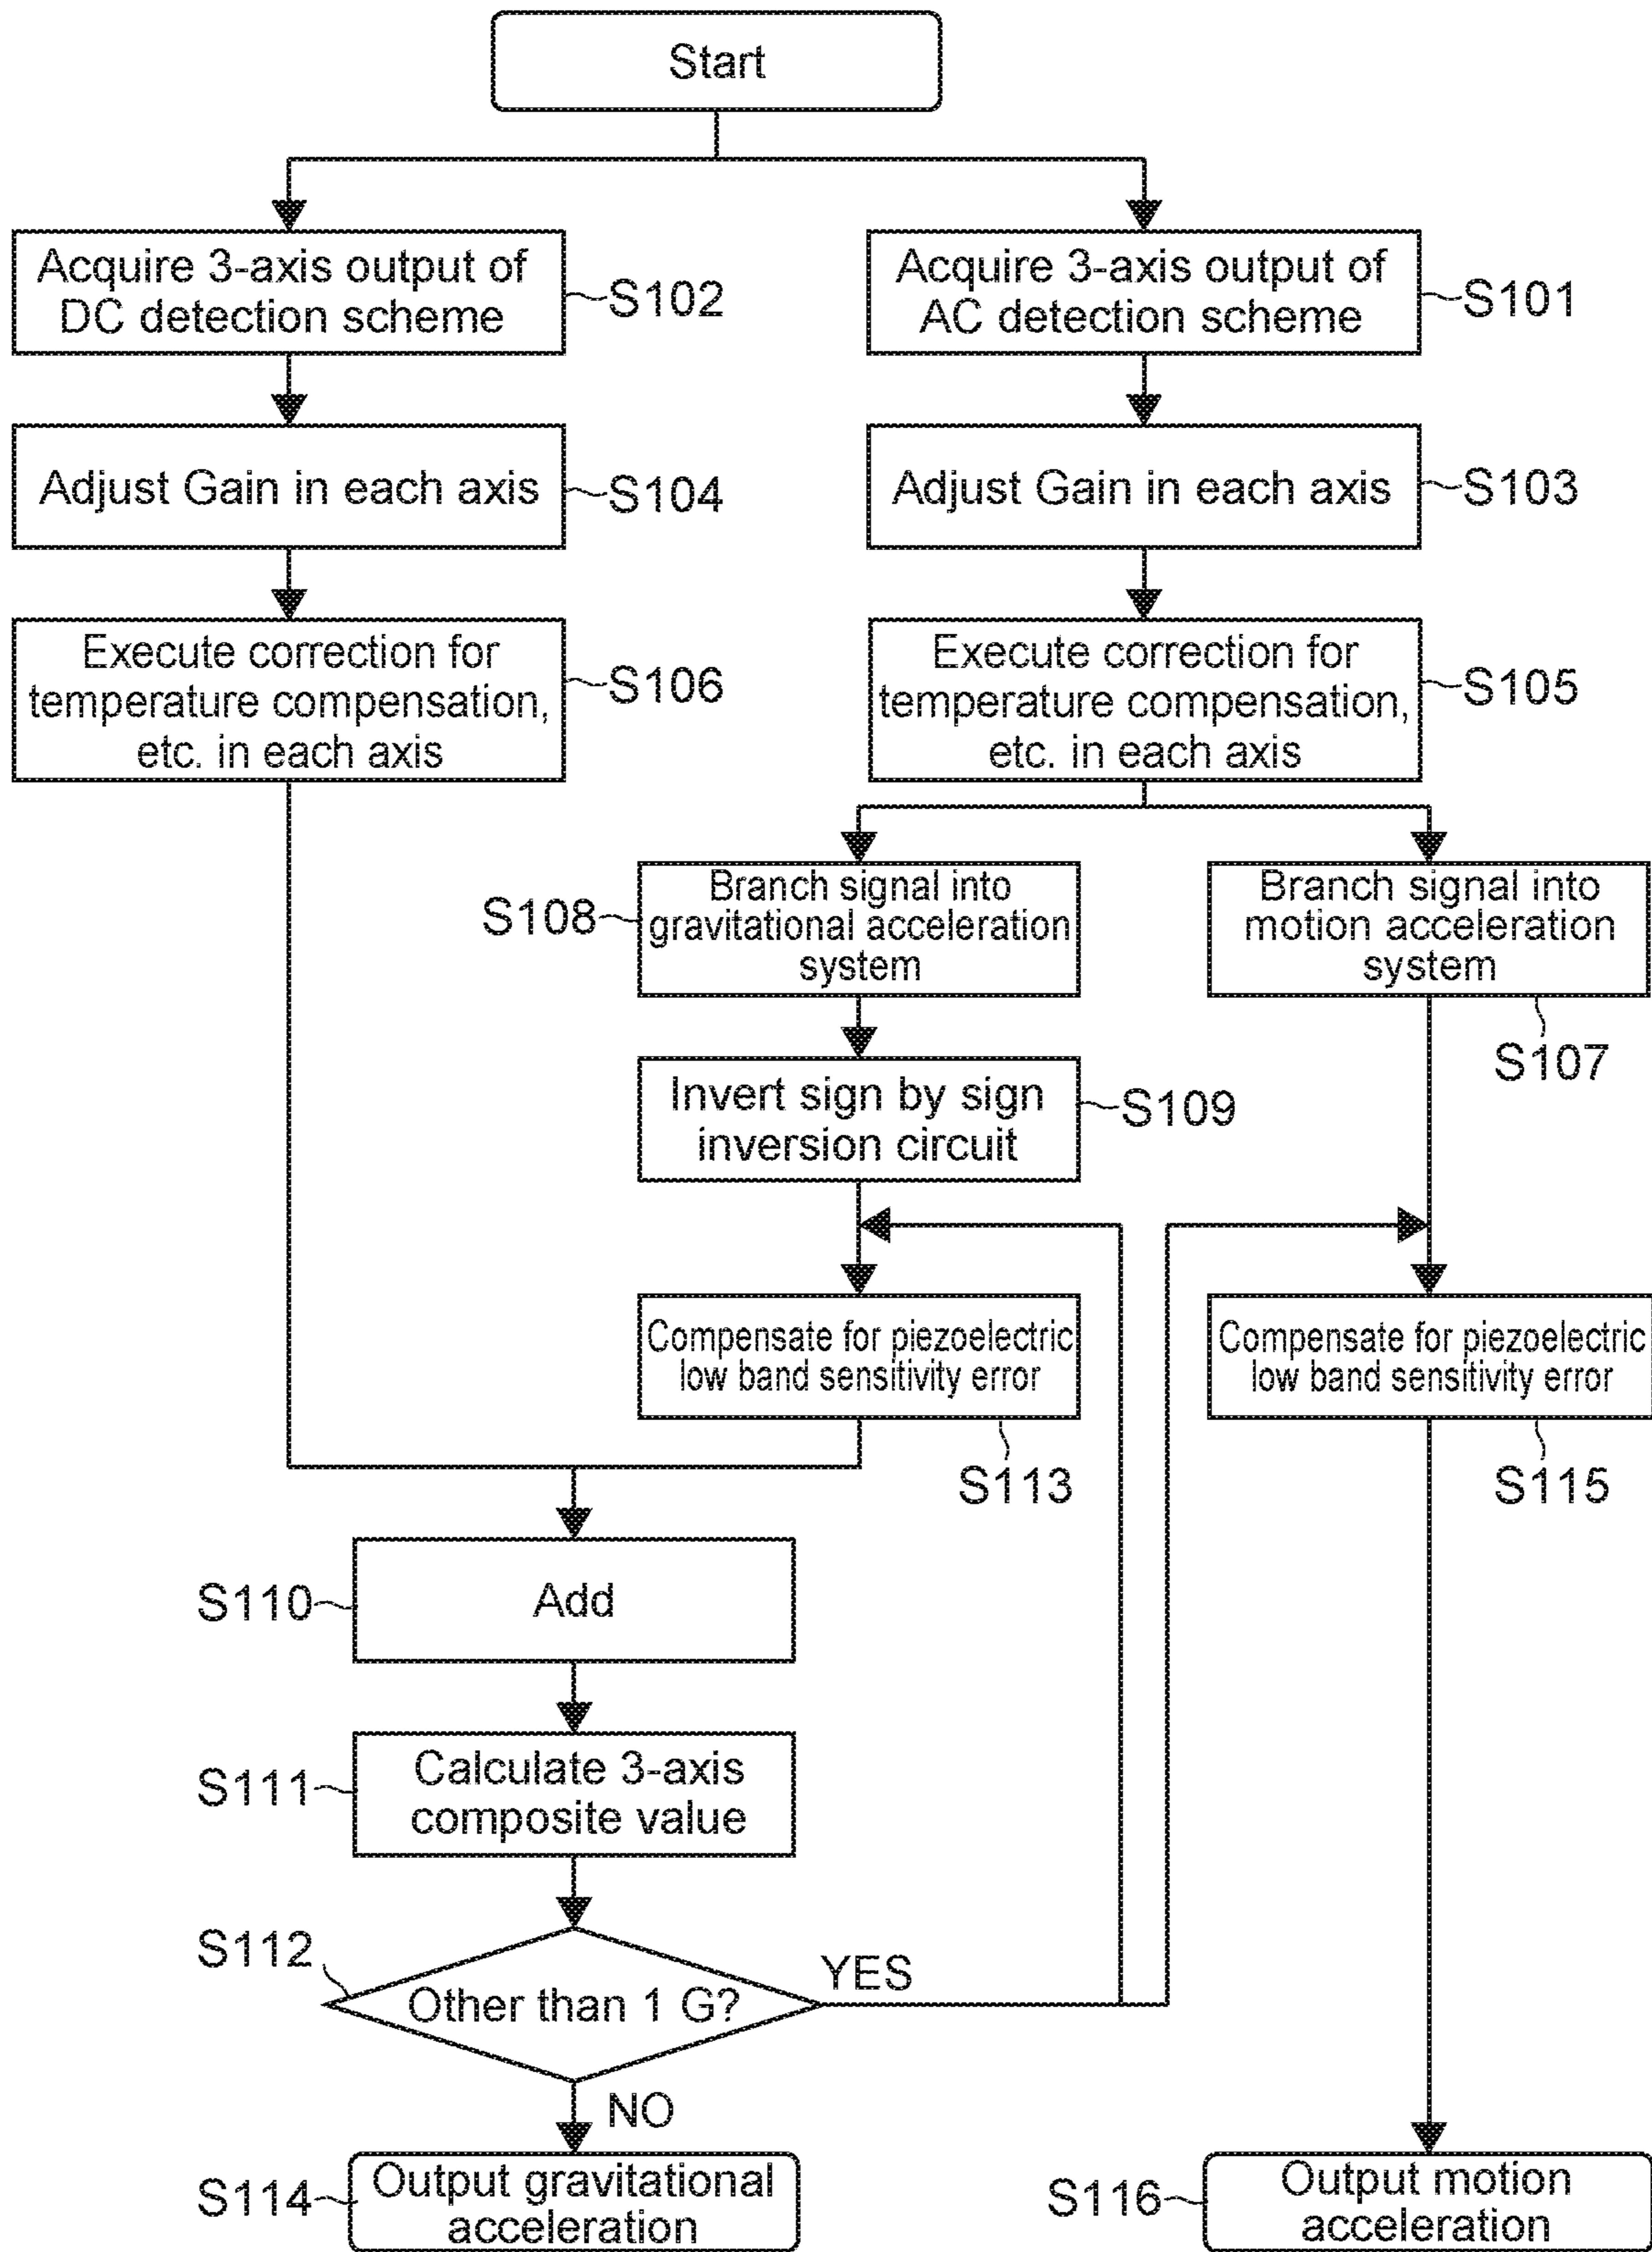 Start
Acquire 3-axis output of
DC detection scheme
S102
Acquire 3-axis output of
AC detection scheme
S101
Adjust Gain in each axis
S104
Adjust Gain in each axis
S103
Execute correction for
temperature compensation,
etc. in each axis
S106
Execute correction for
temperature compensation,
etc. in each axis
S105
S108
Branch signal into
gravitational acceleration
system
Branch signal into
motion acceleration
system
S107
Invert sign by sign
inversion circuit
S109
Compensate for piezoelectric
low band sensitivity error
S113
Compensate for piezoelectric
low band sensitivity error
S115
S110
Add
S111
Calculate 3-axis
composite value
S112
Other than 1 G?
YES
NO
S114
Output gravitational
acceleration
S116
Output motion
acceleration